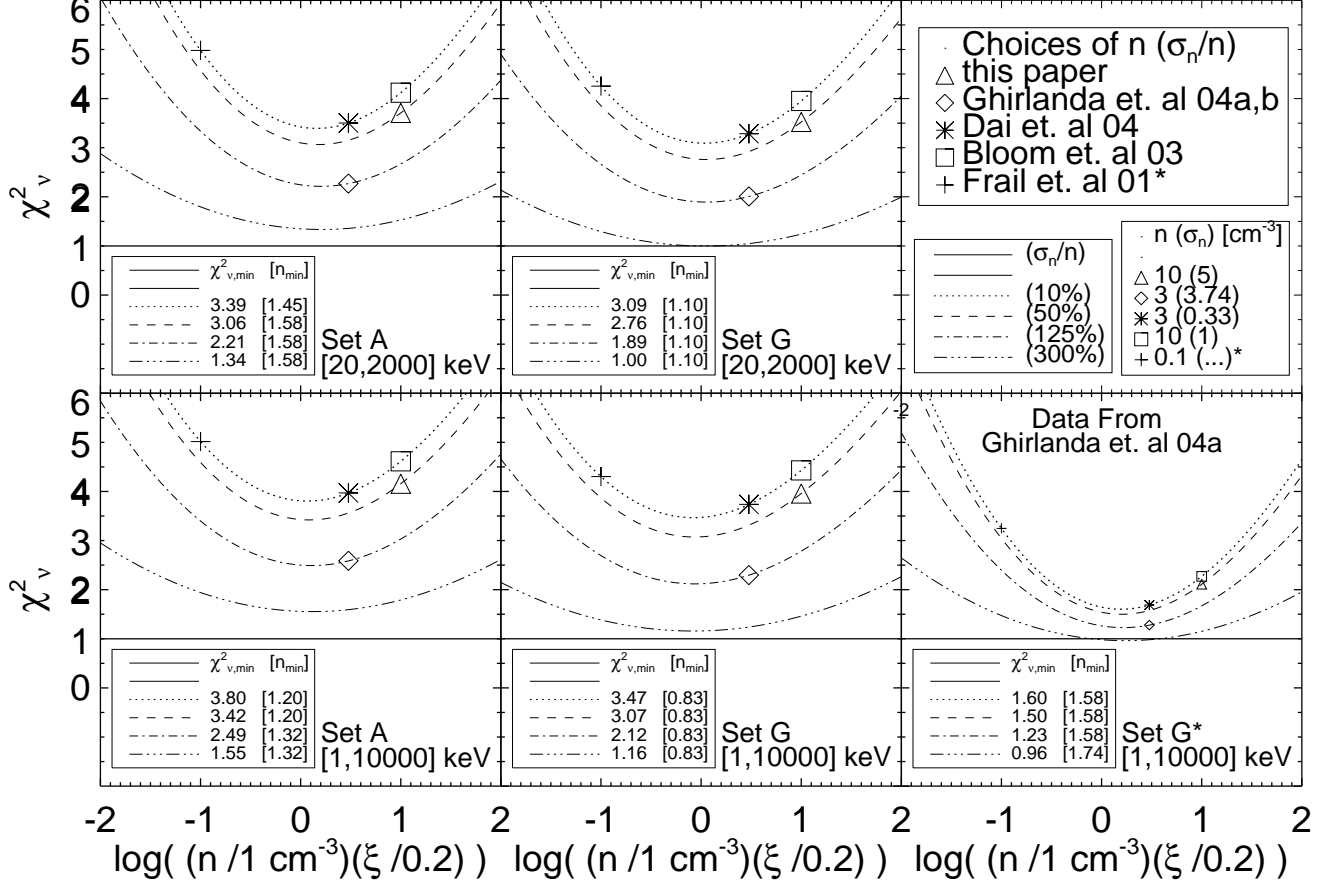 6
5
4
3
2
1
0
χ²ν
χ²ν,min [nmin]
3.39 [1.45]
3.06 [1.58]
2.21 [1.58]
1.34 [1.58]
Set A
[20,2000] keV
χ²ν,min [nmin]
3.09 [1.10]
2.76 [1.10]
1.89 [1.10]
1.00 [1.10]
Set G
[20,2000] keV
Choices of n (σn/n)
this paper
Ghirlanda et. al 04a,b
Dai et. al 04
Bloom et. al 03
Frail et. al 01*
(σn/n)
(10%)
(50%)
(125%)
(300%)
n (σn) [cm-3]
10 (5)
3 (3.74)
3 (0.33)
10 (1)
0.1 (...)*
6
5
4
3
2
1
0
χ²ν
χ²ν,min [nmin]
3.80 [1.20]
3.42 [1.20]
2.49 [1.32]
1.55 [1.32]
Set A
[1,10000] keV
χ²ν,min [nmin]
3.47 [0.83]
3.07 [0.83]
2.12 [0.83]
1.16 [0.83]
Set G
[1,10000] keV
-2
Data From
Ghirlanda et. al 04a
χ²ν,min [nmin]
1.60 [1.58]
1.50 [1.58]
1.23 [1.58]
0.96 [1.74]
Set G*
[1,10000] keV
-2 -1 0 1 2 -1 0 1 2 -1 0 1 2
log( (n /1 cm-3)(ξ /0.2) ) log( (n /1 cm-3)(ξ /0.2) ) log( (n /1 cm-3)(ξ /0.2) )